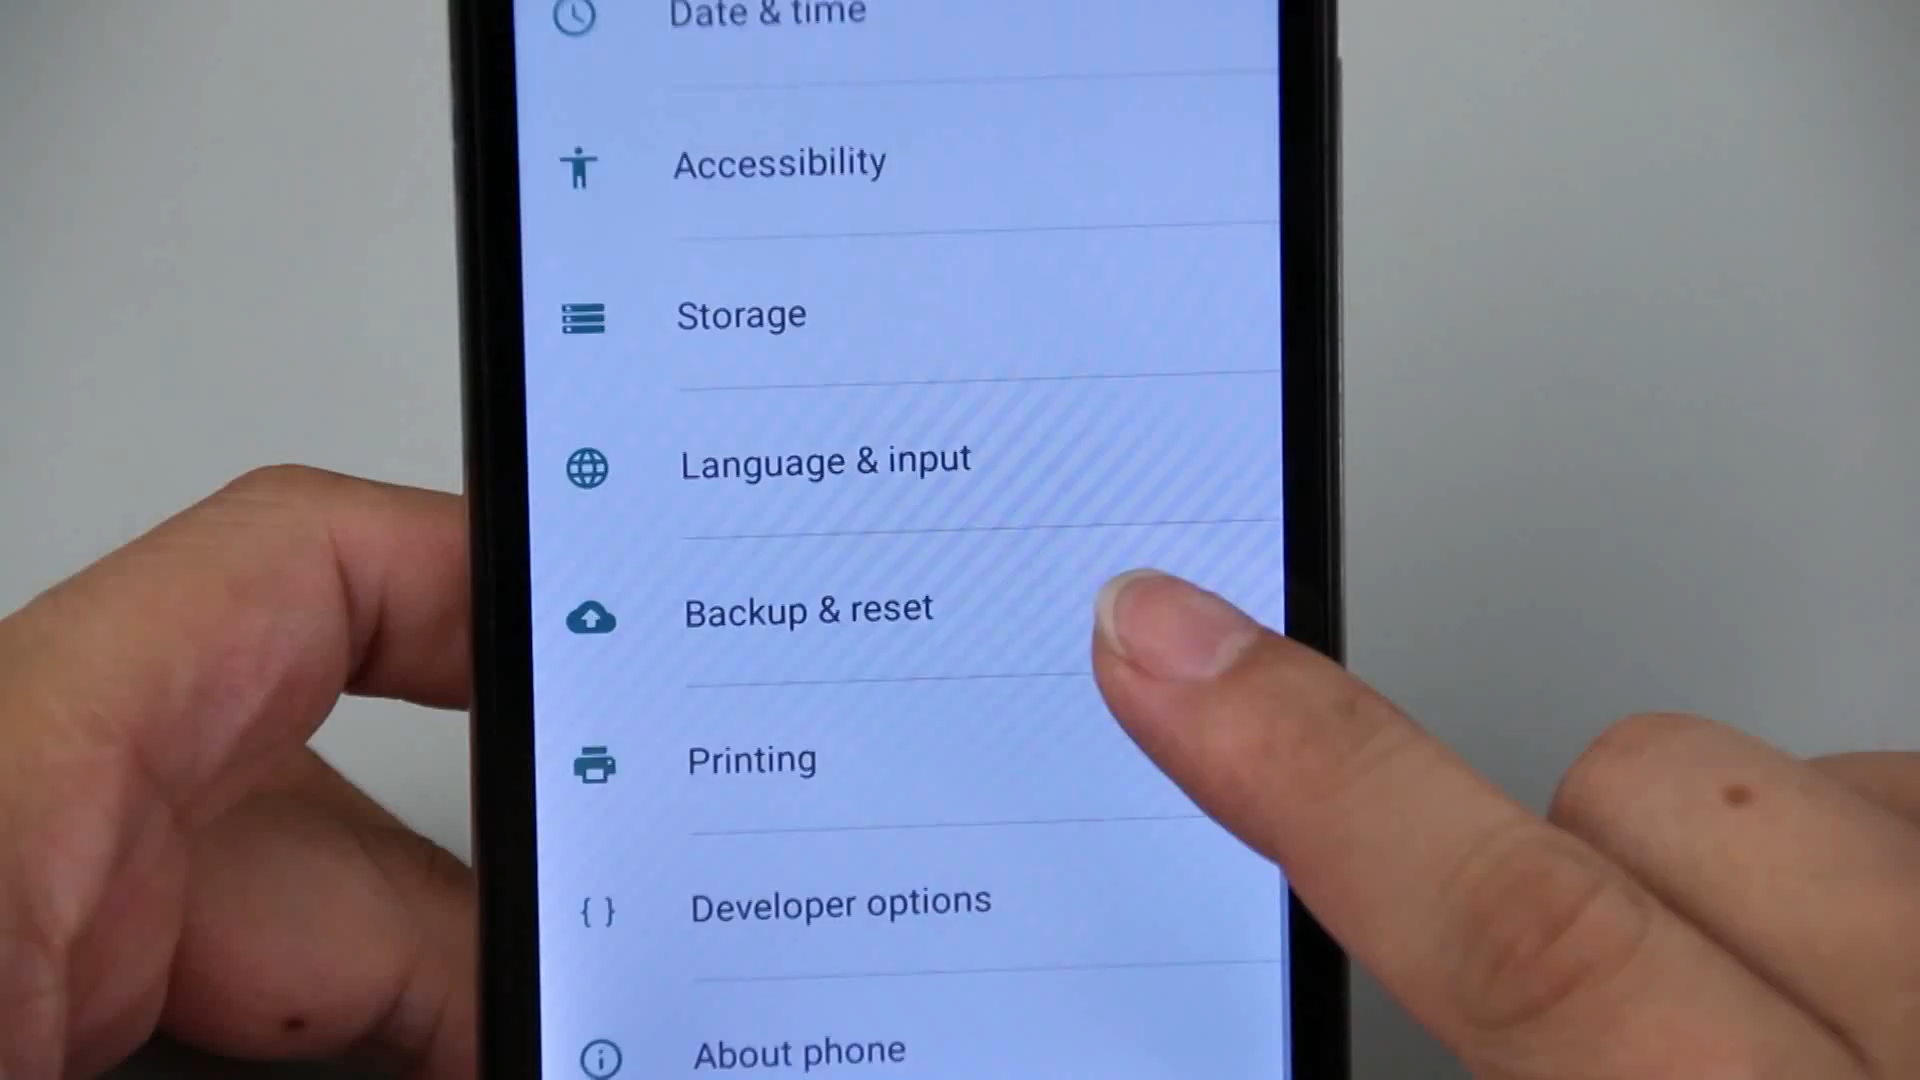 Date & time
Accessibility
Storage
Language & input
Backup & reset
Printing
{ } Developer options
About phone